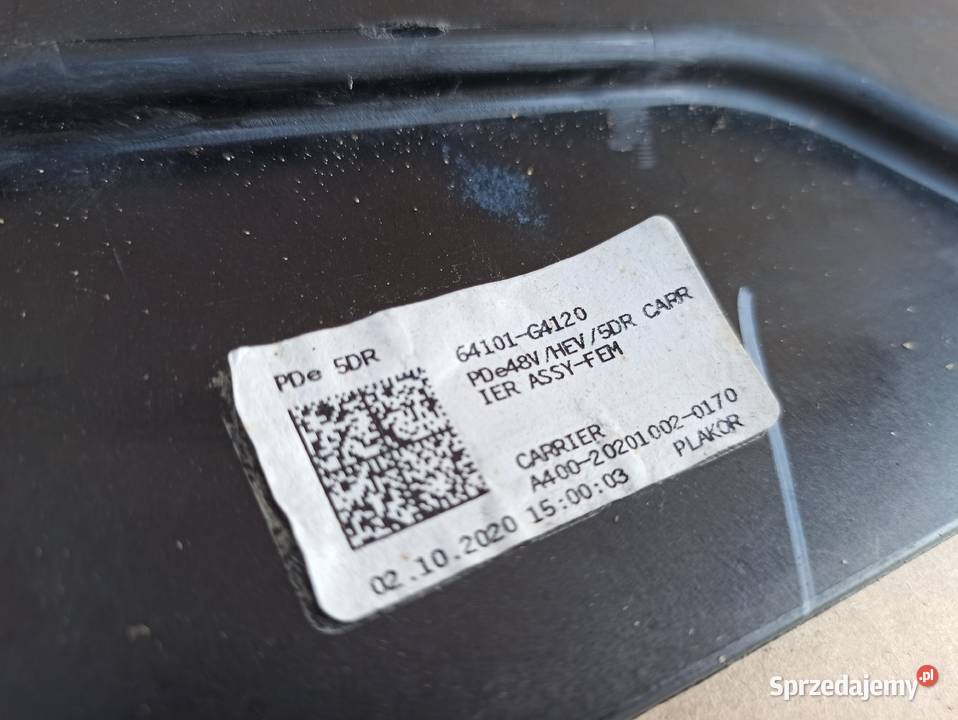 PDe 5DR
64101-G4120
PDe48V/HEV/5DR CARR
IER ASSY-FEM
CARRIER
A400-20201002-0170
02.10.2020 15:00:03 PLAKOR
Sprzedajemy.pl